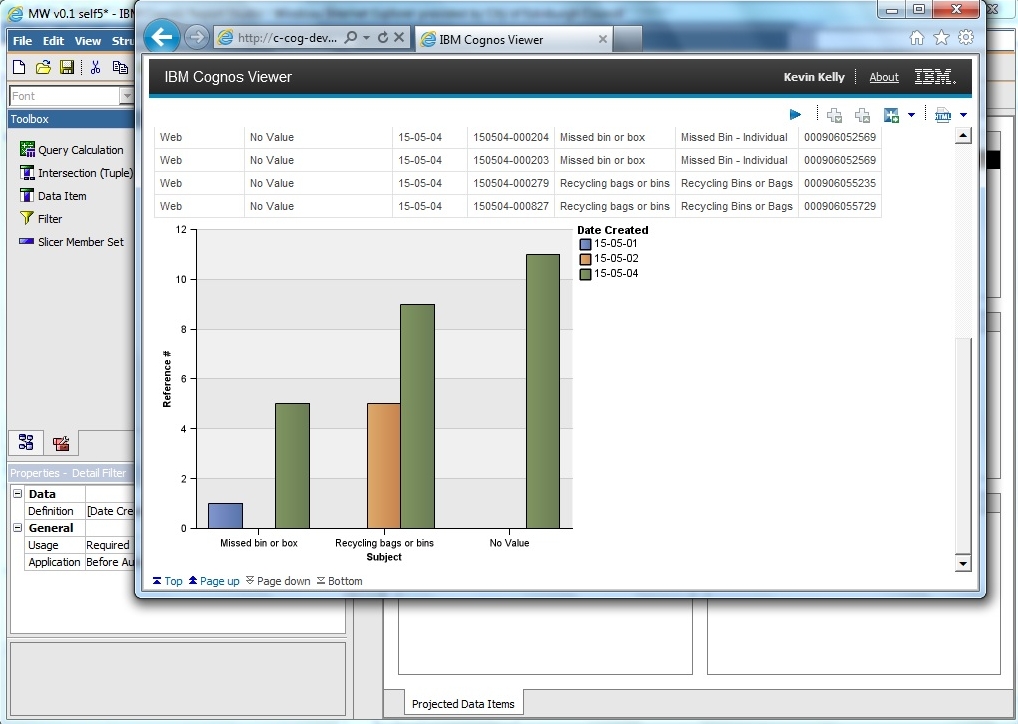 MW v0.1 self5* - IBM
File Edit View Stru
Font
Toolbox
Query Calculation
Intersection (Tuple)
Data Item
Filter
Slicer Member Set
Properties - Detail Filter
Data
Definition [Date Cre
General
Usage Required
Application Before Au
http://c-cog-dev...
IBM Cognos Viewer
IBM Cognos Viewer
Kevin Kelly About IBM.
Web No Value 15-05-04 150504-000204 Missed bin or box Missed Bin - Individual 000906052569
Web No Value 15-05-04 150504-000203 Missed bin or box Missed Bin - Individual 000906052569
Web No Value 15-05-04 150504-000279 Recycling bags or bins Recycling Bins or Bags 000906055235
Web No Value 15-05-04 150504-000827 Recycling bags or bins Recycling Bins or Bags 000906055729
12
10
8
6
4
2
0
Reference #
Missed bin or box Recycling bags or bins No Value
Subject
Date Created
15-05-01
15-05-02
15-05-04
Top Page up Page down Bottom
Projected Data Items